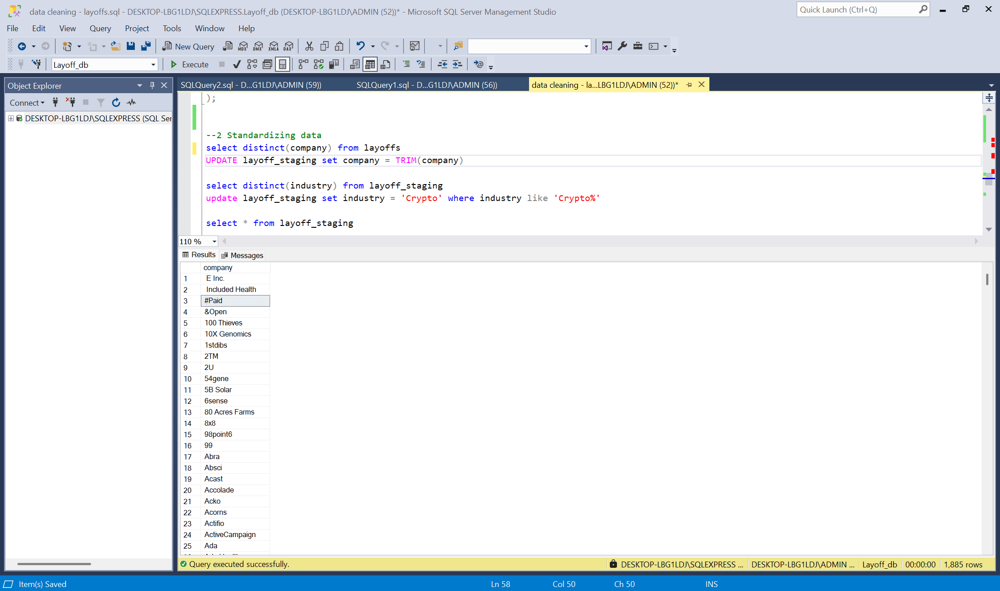 data cleaning - layoffs.sql - DESKTOP-LBG1LDJ\SQLEXPRESS.Layoff_db (DESKTOP-LBG1LDJ\ADMIN (52))* - Microsoft SQL Server Management Studio
Quick Launch (Ctrl+Q)
File Edit View Query Project Tools Window Help
New Query MDX DMX XMLA DAX
Layoff_db Execute
Object Explorer
SQLQuery2.sql - D...G1LDJ\ADMIN (59)) SQLQuery1.sql - D...G1LDJ\ADMIN (56)) data cleaning - la...LBG1LDJ\ADMIN (52))*
Connect
DESKTOP-LBG1LDJ\SQLEXPRESS (SQL Ser
);
--2 Standardizing data
select distinct(company) from layoffs
UPDATE layoff_staging set company = TRIM(company)
select distinct(industry) from layoff_staging
update layoff_staging set industry = 'Crypto' where industry like 'Crypto%'
select * from layoff_staging
110 %
Results Messages
company
1 E Inc.
2 Included Health
3 #Paid
4 &Open
5 100 Thieves
6 10X Genomics
7 1stdibs
8 2TM
9 2U
10 54gene
11 5B Solar
12 6sense
13 80 Acres Farms
14 8x8
15 98point6
16 99
17 Abra
18 Absci
19 Acast
20 Accolade
21 Acko
22 Acorns
23 Actifio
24 ActiveCampaign
25 Ada
Query executed successfully. DESKTOP-LBG1LDJ\SQLEXPRESS ... DESKTOP-LBG1LDJ\ADMIN ... Layoff_db 00:00:00 1,885 rows
Item(s) Saved Ln 58 Col 50 Ch 50 INS